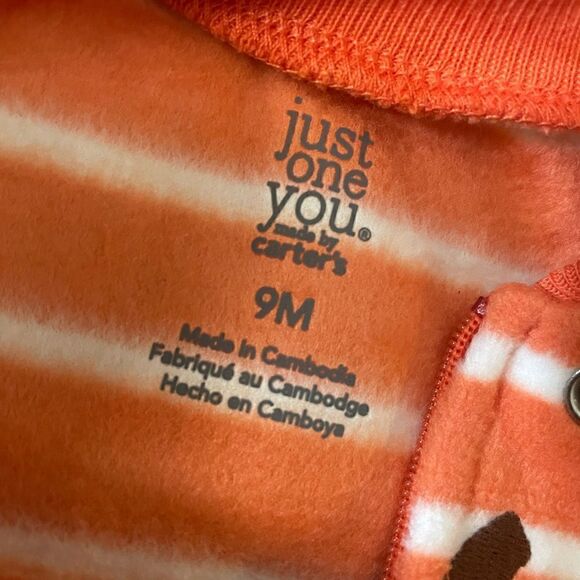 just
one
you®
made by
carter's
9M
Made in Cambodia
Fabriqué au Cambodge
Hecho en Camboya